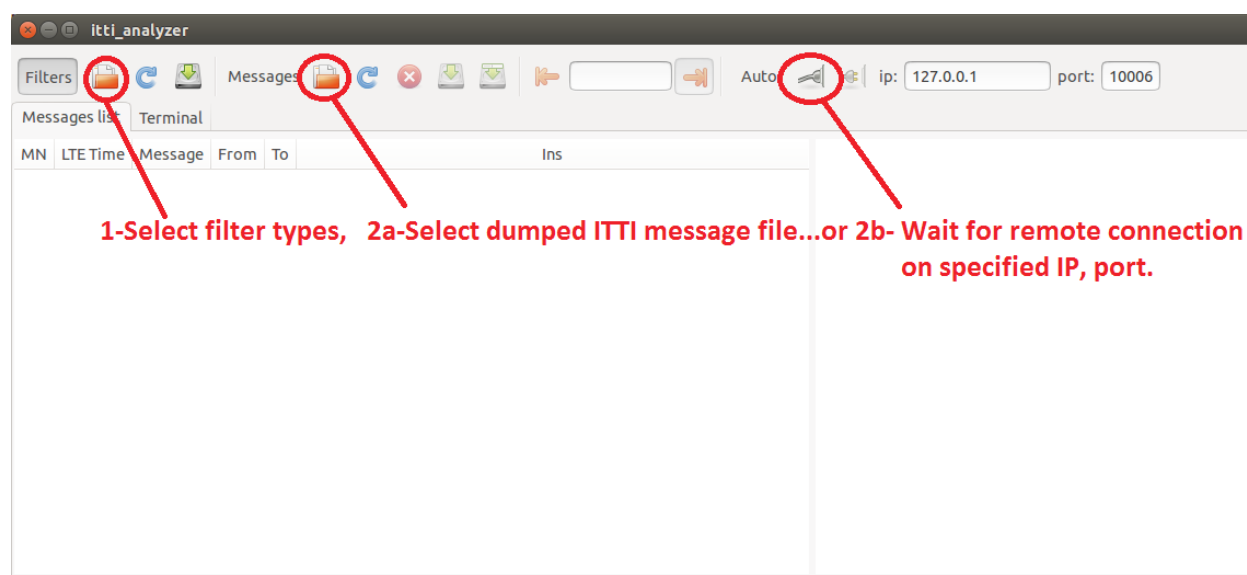 itti_analyzer
Filters Messages Auto: ip: 127.0.0.1 port: 10006
Messages list Terminal
MN LTE Time Message From To Ins
1-Select filter types, 2a-Select dumped ITTI message file...or 2b- Wait for remote connection
on specified IP, port.